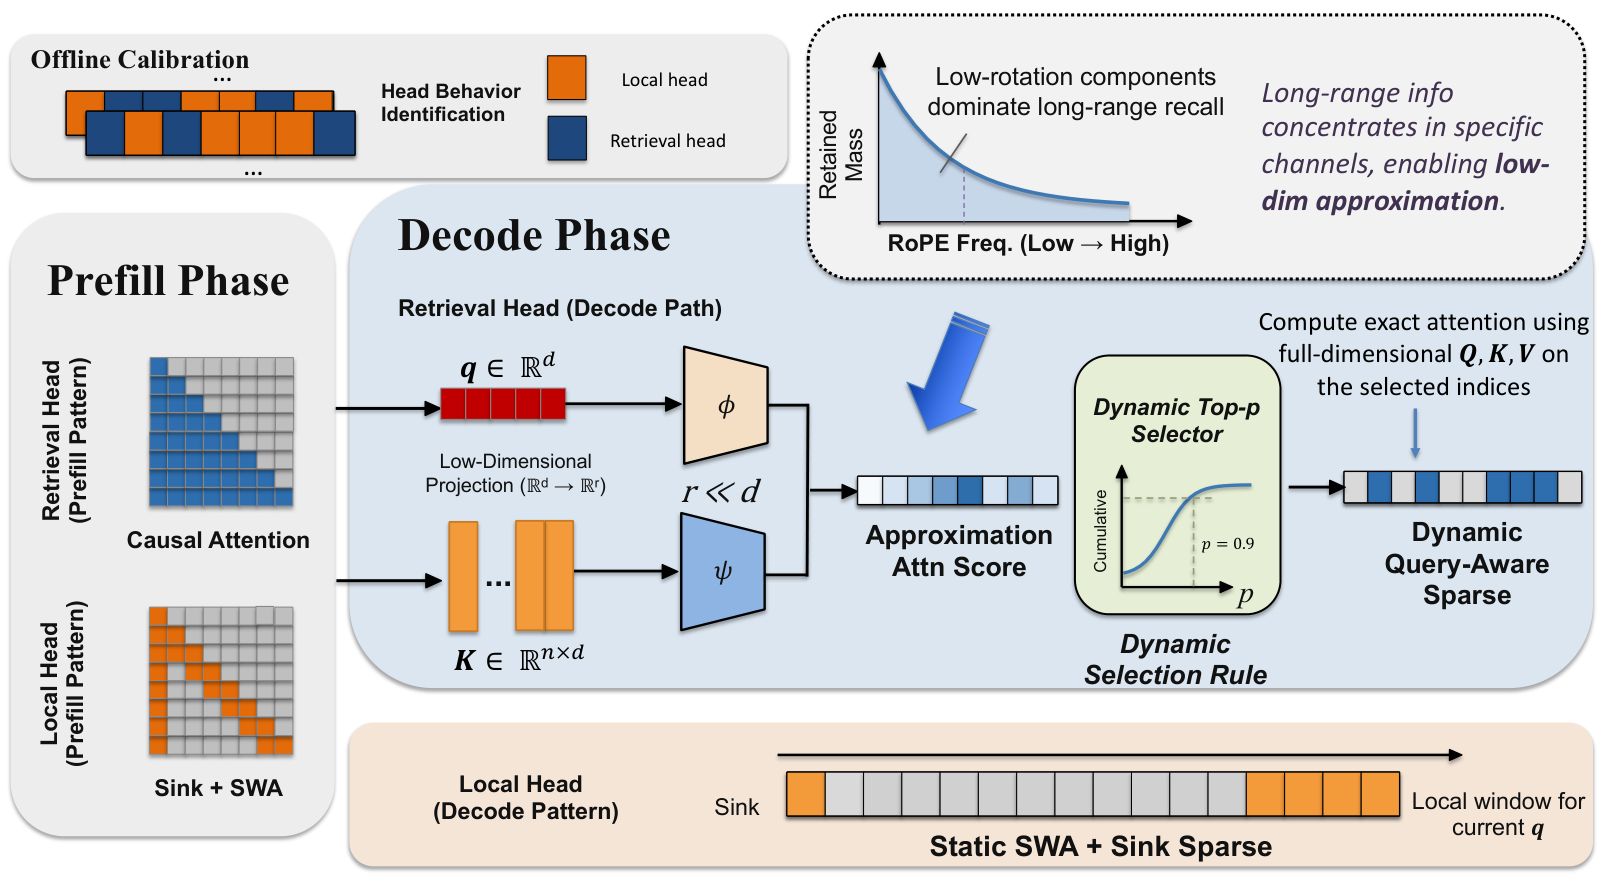 Offline Calibration
...
...
Head Behavior
Identification
Local head
Retrieval head
Low-rotation components
dominate long-range recall
Retained
Mass
RoPE Freq. (Low → High)
Long-range info
concentrates in specific
channels, enabling low-
dim approximation.
Prefill Phase
Retrieval Head
(Prefill Pattern)
Causal Attention
Local Head
(Prefill Pattern)
Sink + SWA
Decode Phase
Retrieval Head (Decode Path)
q ∈ ℝᵈ
ϕ
Low-Dimensional
Projection (ℝᵈ → ℝʳ)
r ≪ d
...
ψ
K ∈ ℝⁿ ˣ ᵈ
Approximation
Attn Score
Dynamic Top-p
Selector
Cumulative
p = 0.9
p
Dynamic
Selection Rule
Compute exact attention using
full-dimensional Q, K, V on
the selected indices
Dynamic
Query-Aware
Sparse
Local Head
(Decode Pattern)
Sink
Local window for
current q
Static SWA + Sink Sparse